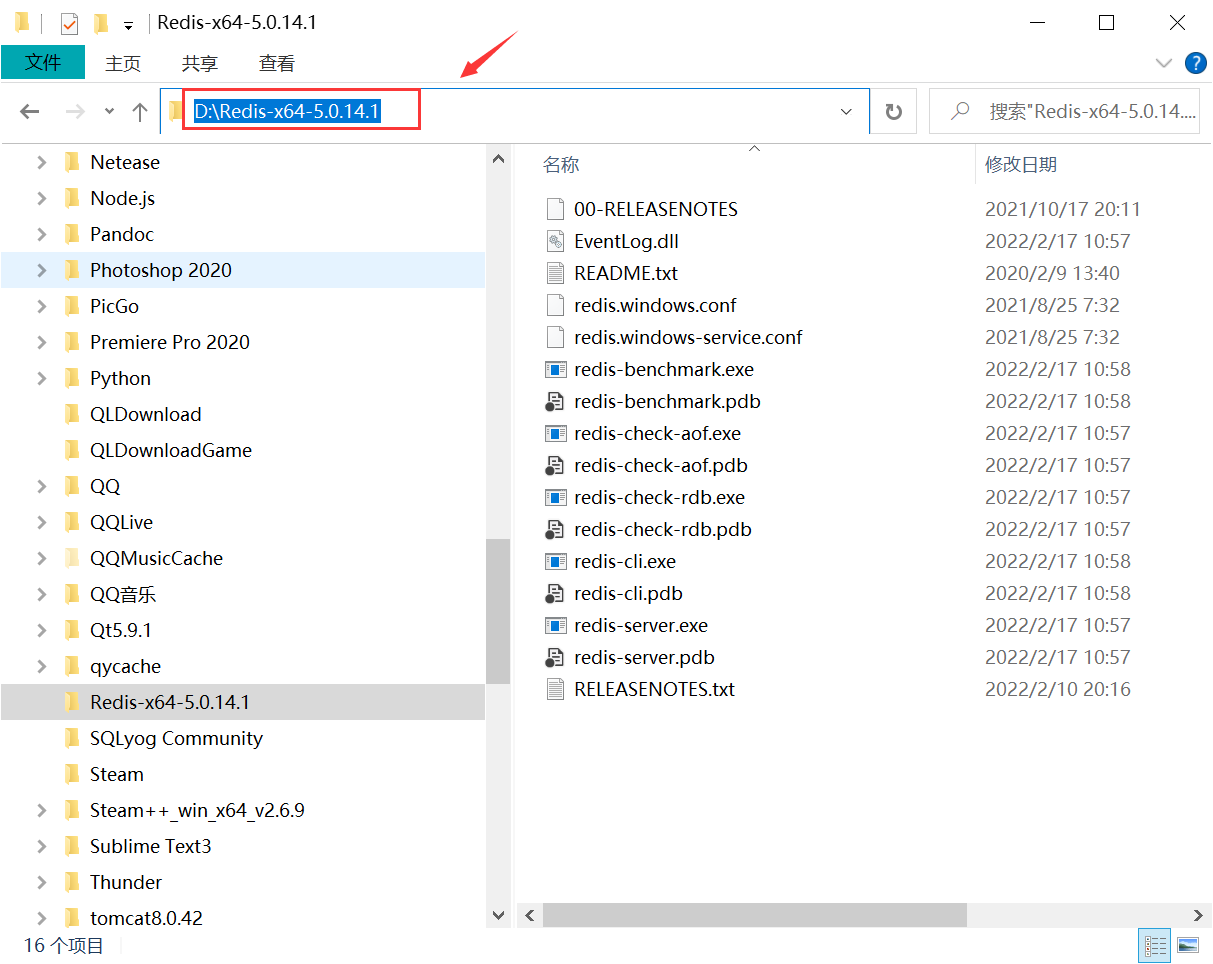 Redis-x64-5.0.14.1
文件 主页 共享 查看
D:\Redis-x64-5.0.14.1 搜索"Redis-x64-5.0.14....
Netease
Node.js
Pandoc
Photoshop 2020
PicGo
Premiere Pro 2020
Python
QLDownload
QLDownloadGame
QQ
QQLive
QQMusicCache
QQ音乐
Qt5.9.1
qycache
Redis-x64-5.0.14.1
SQLyog Community
Steam
Steam++_win_x64_v2.6.9
Sublime Text3
Thunder
tomcat8.0.42
名称 修改日期
00-RELEASENOTES 2021/10/17 20:11
EventLog.dll 2022/2/17 10:57
README.txt 2020/2/9 13:40
redis.windows.conf 2021/8/25 7:32
redis.windows-service.conf 2021/8/25 7:32
redis-benchmark.exe 2022/2/17 10:58
redis-benchmark.pdb 2022/2/17 10:58
redis-check-aof.exe 2022/2/17 10:57
redis-check-aof.pdb 2022/2/17 10:57
redis-check-rdb.exe 2022/2/17 10:57
redis-check-rdb.pdb 2022/2/17 10:57
redis-cli.exe 2022/2/17 10:58
redis-cli.pdb 2022/2/17 10:58
redis-server.exe 2022/2/17 10:57
redis-server.pdb 2022/2/17 10:57
RELEASENOTES.txt 2022/2/10 20:16
16 个项目